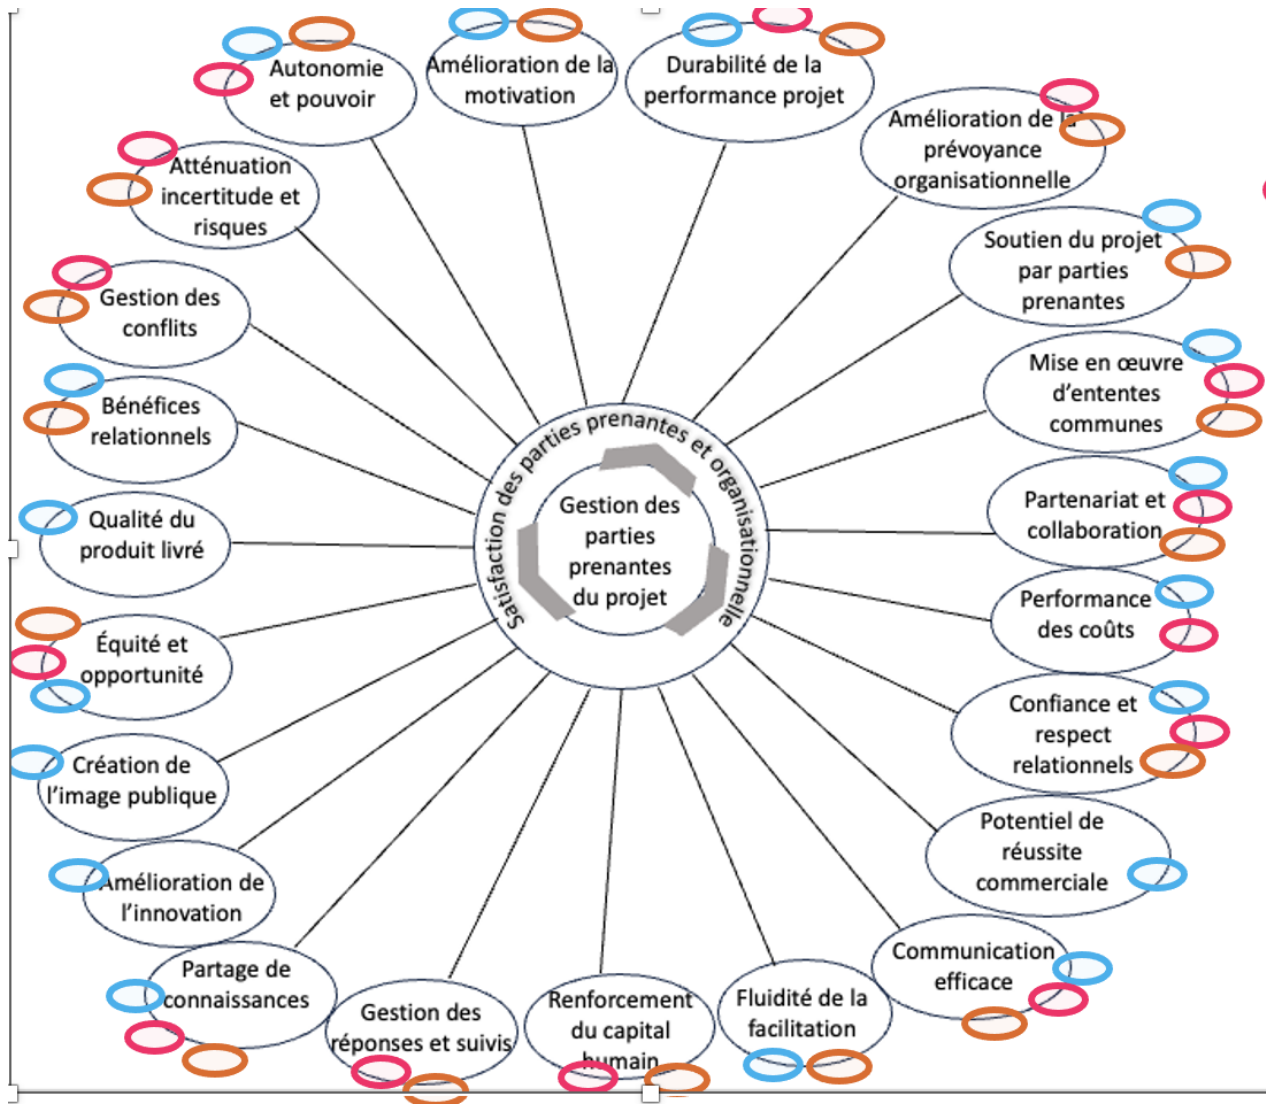 Autonomie
et pouvoir
Amélioration de la
motivation
Durabilité de la
performance projet
Amélioration de la
prévoyance
organisationnelle
Soutien du projet
par parties
prenantes
Mise en œuvre
d’ententes
communes
Partenariat et
collaboration
Performance
des coûts
Confiance et
respect
relationnels
Potentiel de
réussite
commerciale
Communication
efficace
Fluidité de la
facilitation
Renforcement
du capital
humain
Gestion des
réponses et suivis
Partage de
connaissances
Amélioration de
l’innovation
Création de
l’image publique
Équité et
opportunité
Qualité du
produit livré
Bénéfices
relationnels
Gestion des
conflits
Atténuation
incertitude et
risques
Satisfaction des parties prenantes et organisationnelle
Gestion des
parties
prenantes
du projet